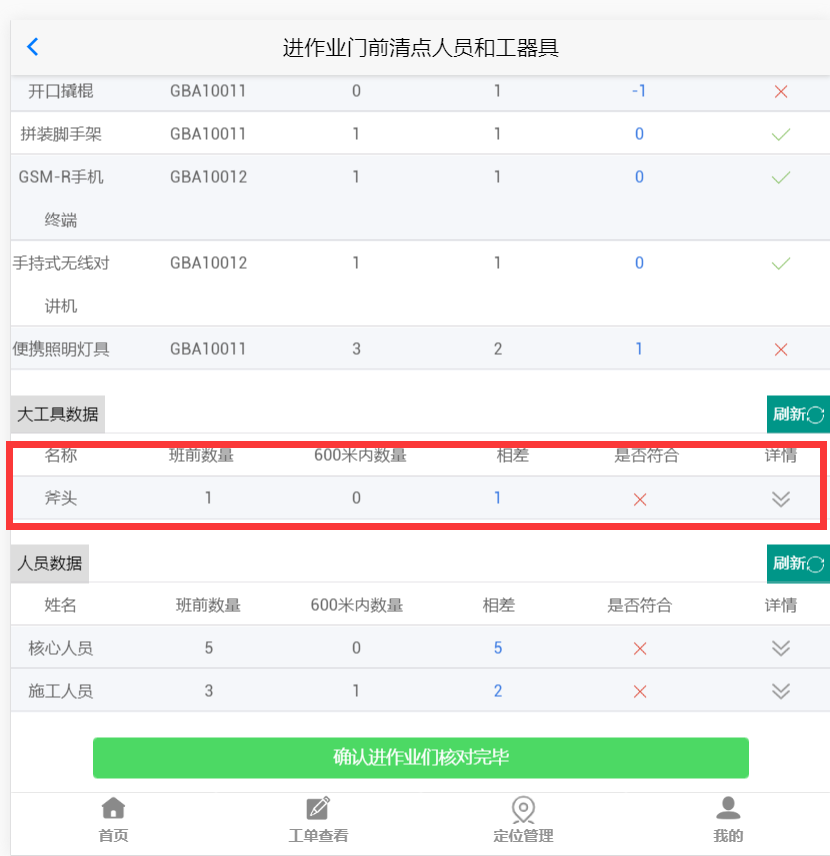 进作业门前清点人员和工器具
开口撬棍 GBA10011 0 1 -1
拼装脚手架 GBA10011 1 1 0
GSM-R手机 GBA10012 1 1 0
终端
手持式无线对 GBA10012 1 1 0
讲机
便携照明灯具 GBA10011 3 2 1
大工具数据 刷新
名称 班前数量 600米内数量 相差 是否符合 详情
斧头 1 0 1
人员数据 刷新
姓名 班前数量 600米内数量 相差 是否符合 详情
核心人员 5 0 5
施工人员 3 1 2
确认进作业们核对完毕
首页 工单查看 定位管理 我的